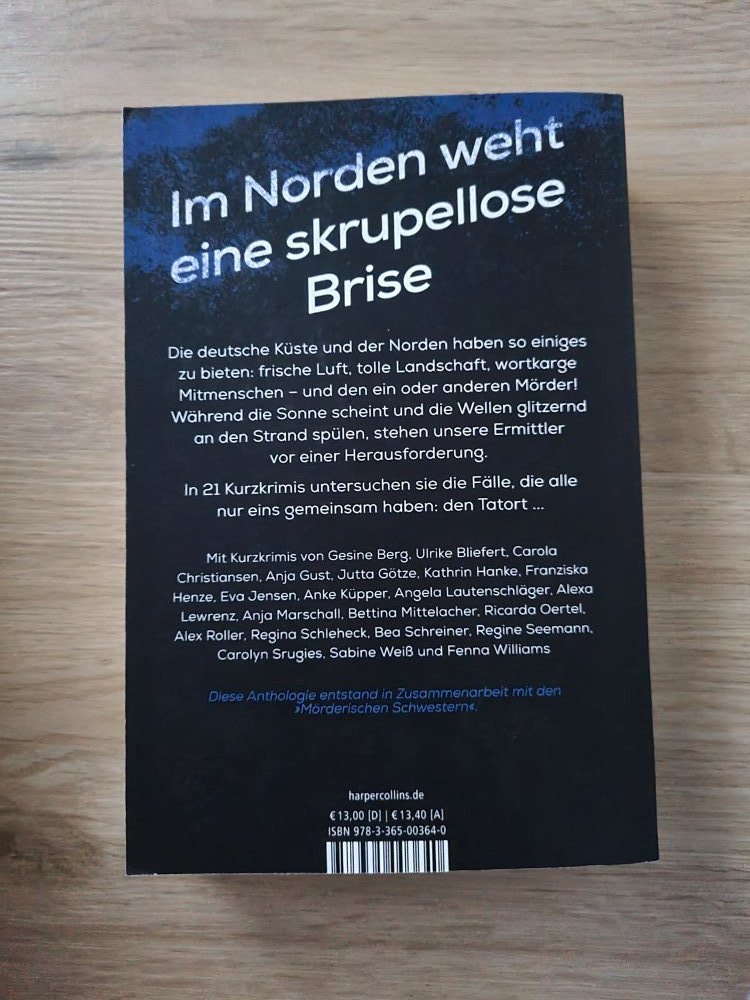 Im Norden weht
eine skrupellose
Brise
Die deutsche Küste und der Norden haben so einiges
zu bieten: frische Luft, tolle Landschaft, wortkarge
Mitmenschen – und den ein oder anderen Mörder!
Während die Sonne scheint und die Wellen glitzernd
an den Strand spülen, stehen unsere Ermittler
vor einer Herausforderung.
In 21 Kurzkrimis untersuchen sie die Fälle, die alle
nur eins gemeinsam haben: den Tatort ...
Mit Kurzkrimis von Gesine Berg, Ulrike Bliefert, Carola
Christiansen, Anja Gust, Jutta Götze, Kathrin Hanke, Franziska
Henze, Eva Jensen, Anke Küpper, Angela Lautenschläger, Alexa
Lewrenz, Anja Marschall, Bettina Mittelacher, Ricarda Oertel,
Alex Roller, Regina Schleheck, Bea Schreiner, Regine Seemann,
Carolyn Srugies, Sabine Weiß und Fenna Williams
Diese Anthologie entstand in Zusammenarbeit mit den
»Mörderischen Schwestern«.
harpercollins.de
€ 13,00 [D] | € 13,40 [A]
ISBN 978-3-365-00364-0